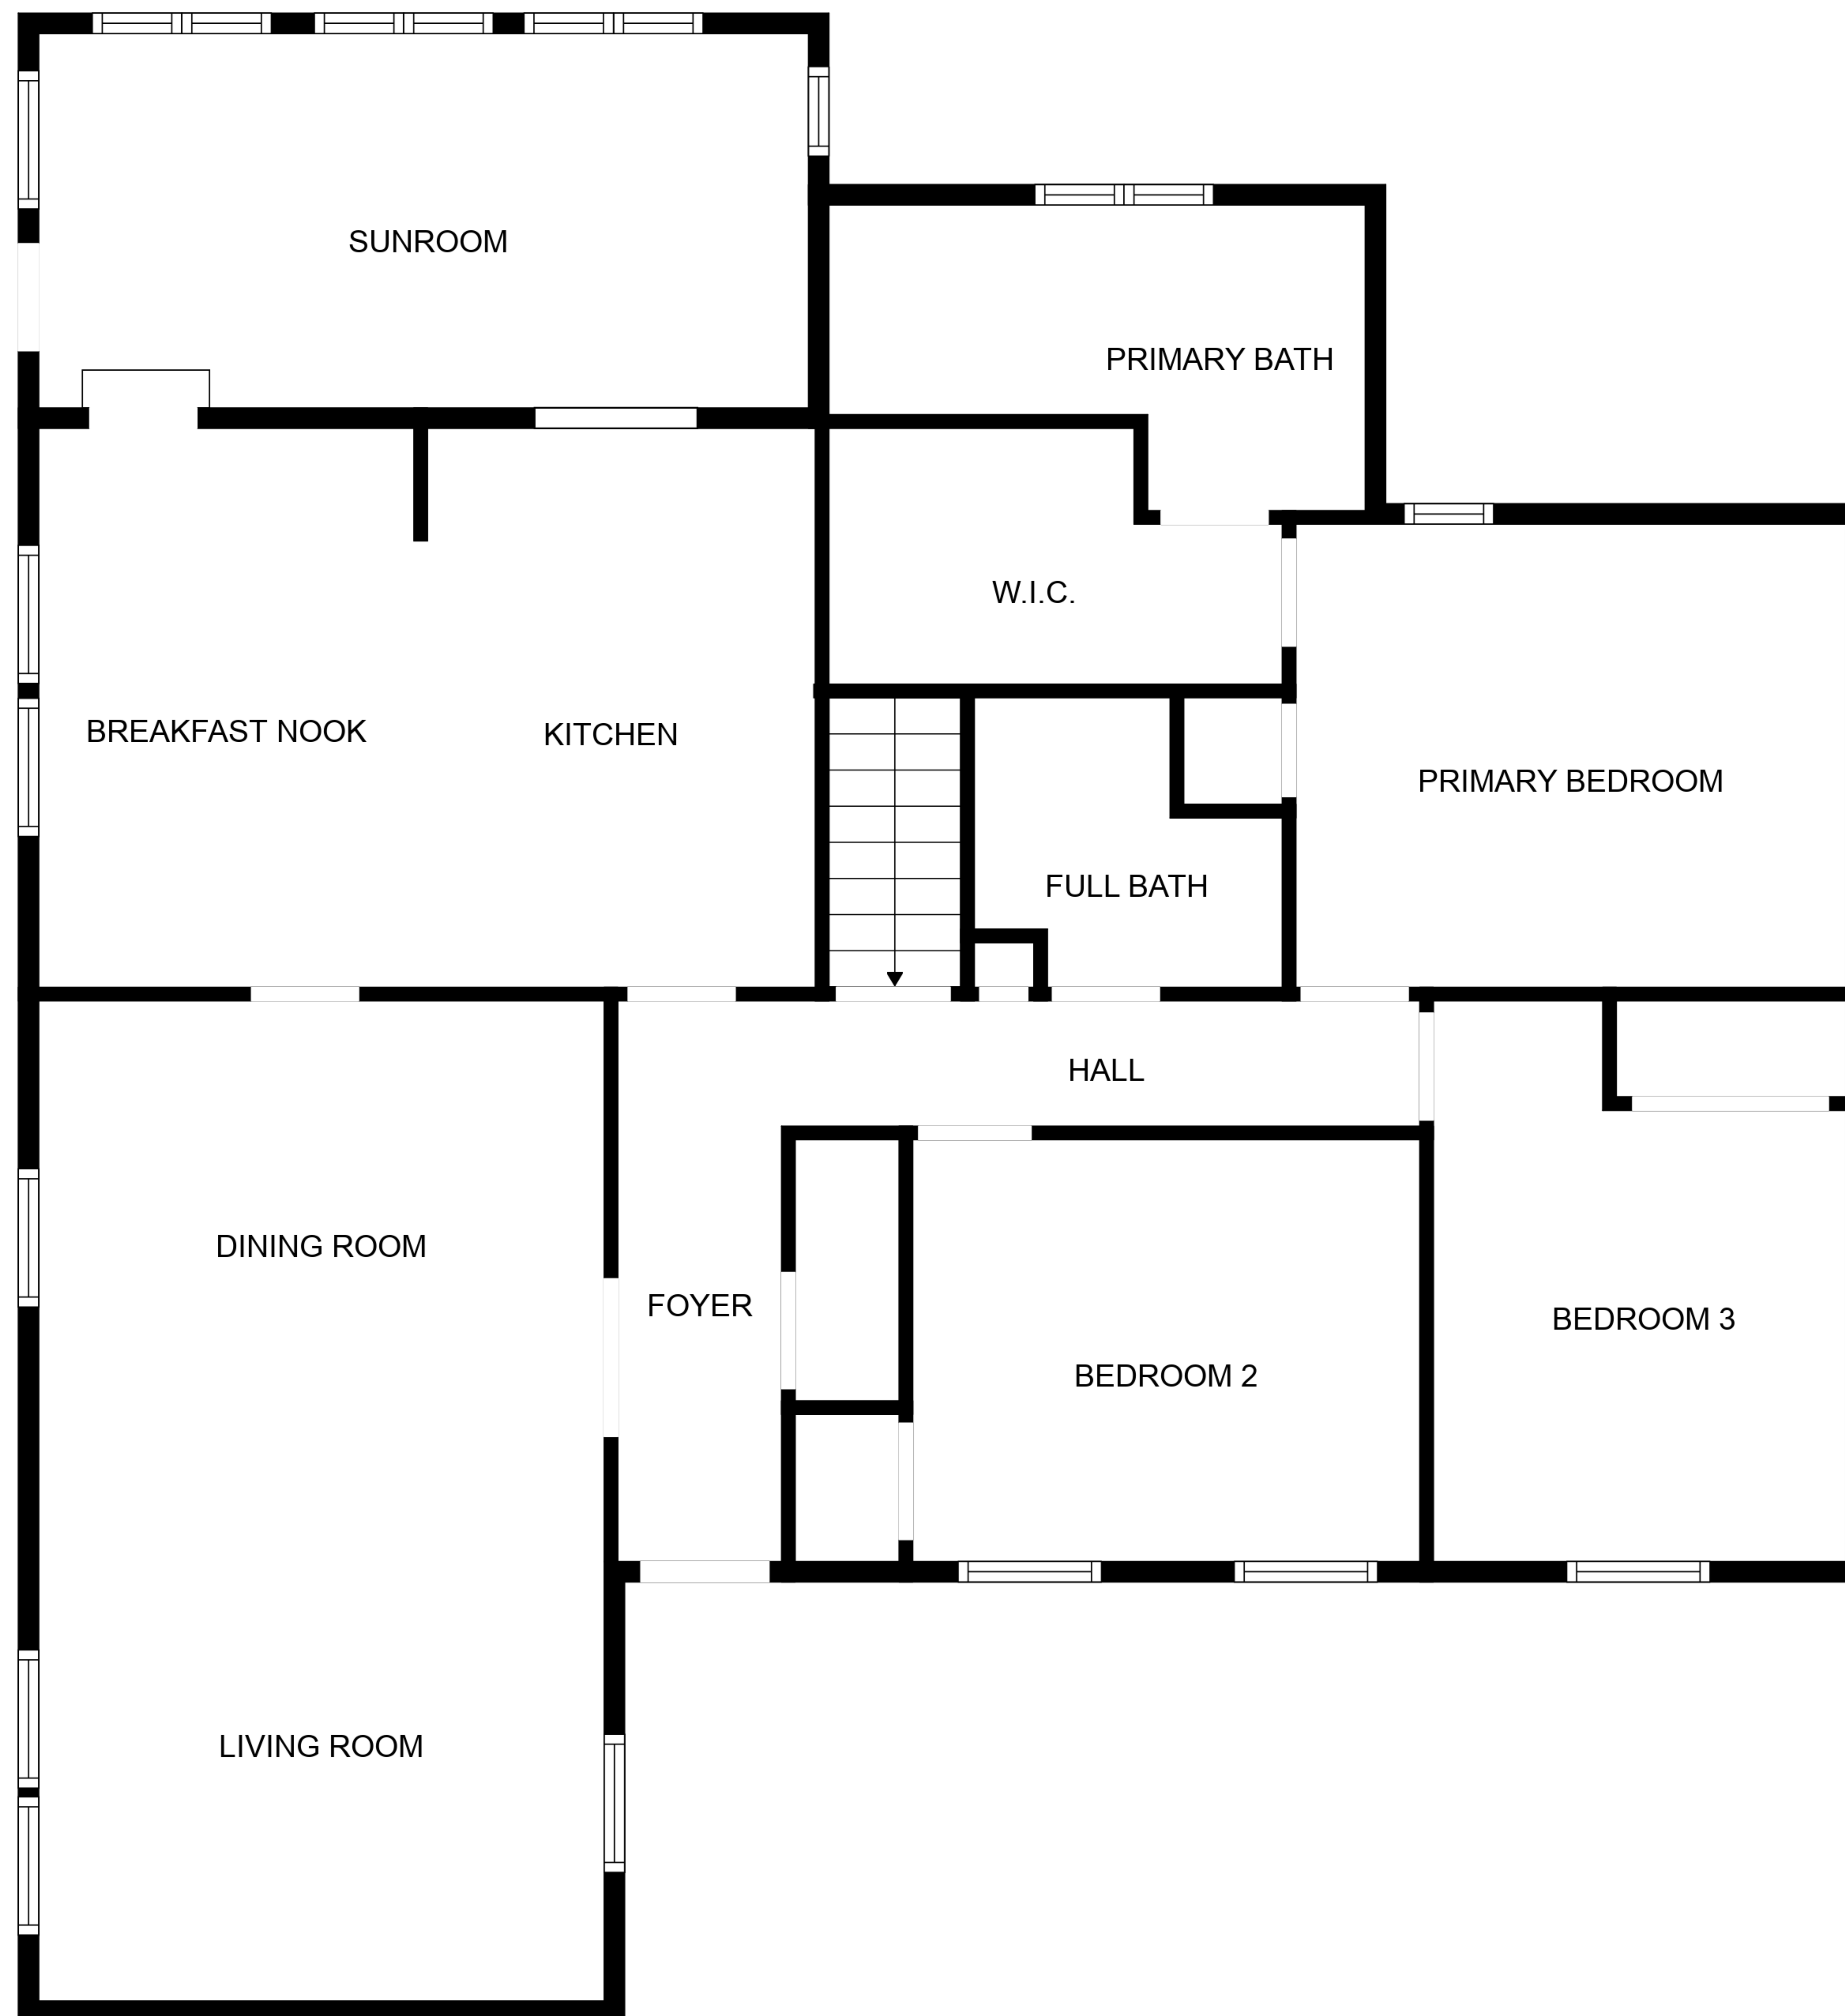 SUNROOM
PRIMARY BATH
W.I.C.
BREAKFAST NOOK
KITCHEN
PRIMARY BEDROOM
FULL BATH
HALL
DINING ROOM
FOYER
BEDROOM 3
BEDROOM 2
LIVING ROOM